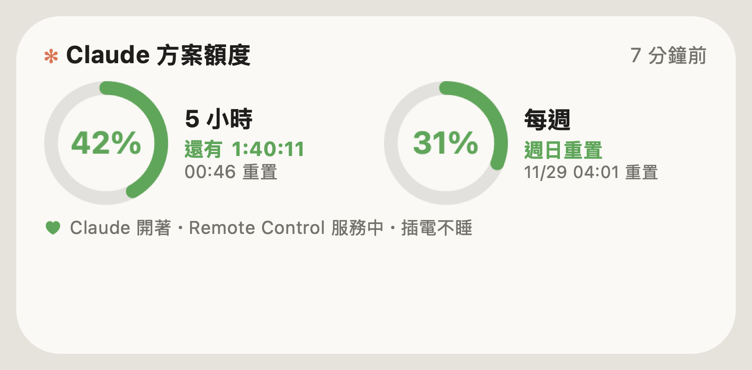 Claude 方案額度
7 分鐘前
42%
5 小時
還有 1:40:11
00:46 重置
31%
每週
週日重置
11/29 04:01 重置
Claude 開著・Remote Control 服務中・插電不睡